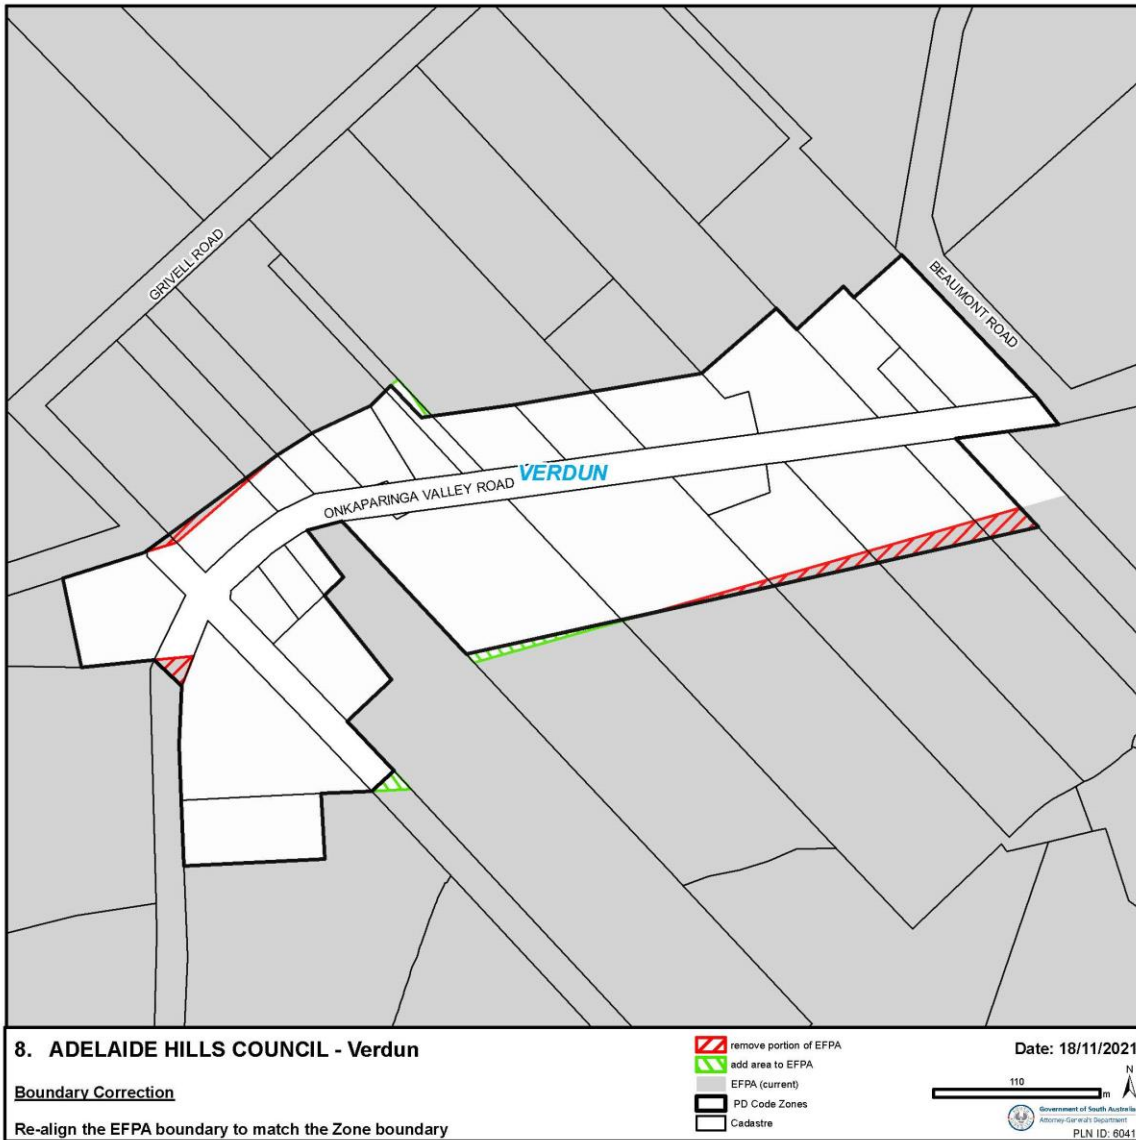 GRIVELL ROAD
BEAUMONT ROAD
VERDUN
ONKAPARINGA VALLEY ROAD
8. ADELAIDE HILLS COUNCIL - Verdun
Boundary Correction
Re-align the EFPA boundary to match the Zone boundary
remove portion of EFPA
add area to EFPA
EFPA (current)
PD Code Zones
Cadastre
Date: 18/11/2021
N
110
m
Government of South Australia
Attorney-General's Department
PLN ID: 6041